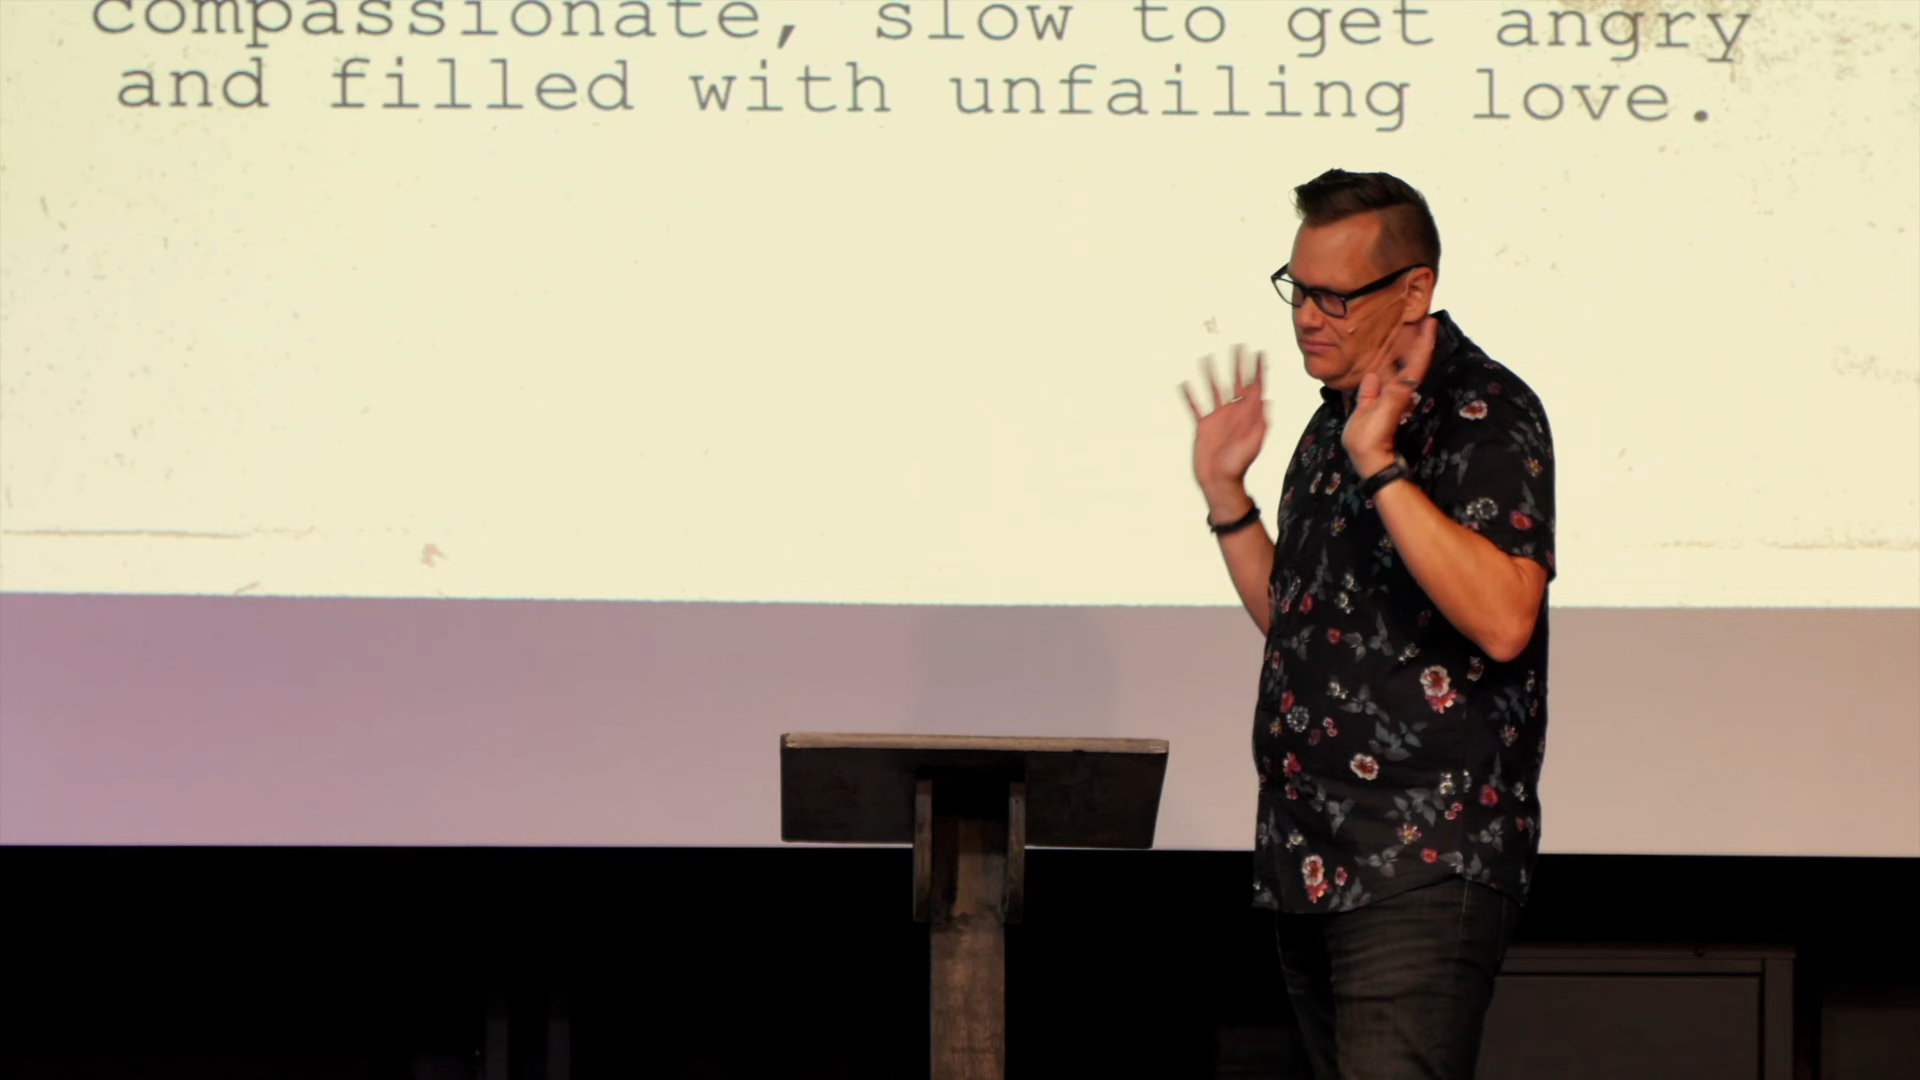 compassionate, slow to get angry
and filled with unfailing love.